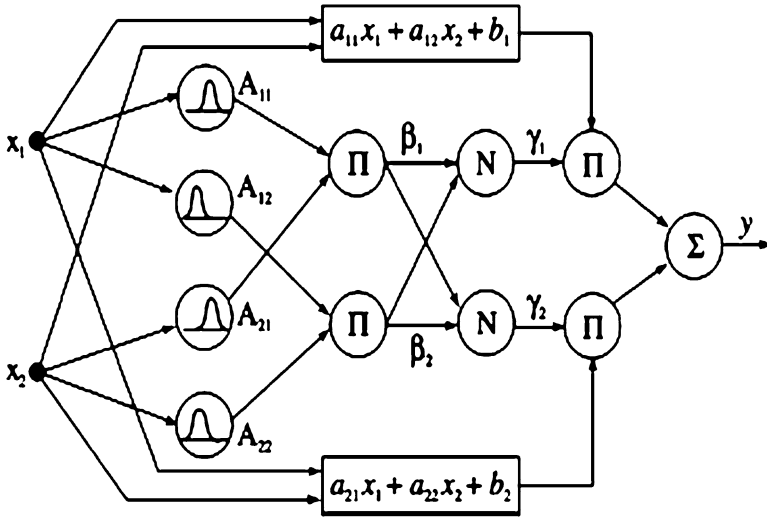 a₁₁x₁ + a₁₂x₂ + b₁
A₁₁
x₁
β₁
γ₁
Π
N
Π
A₁₂
y
Σ
A₂₁
Π
N
Π
γ₂
β₂
x₂
A₂₂
a₂₁x₁ + a₂₂x₂ + b₂